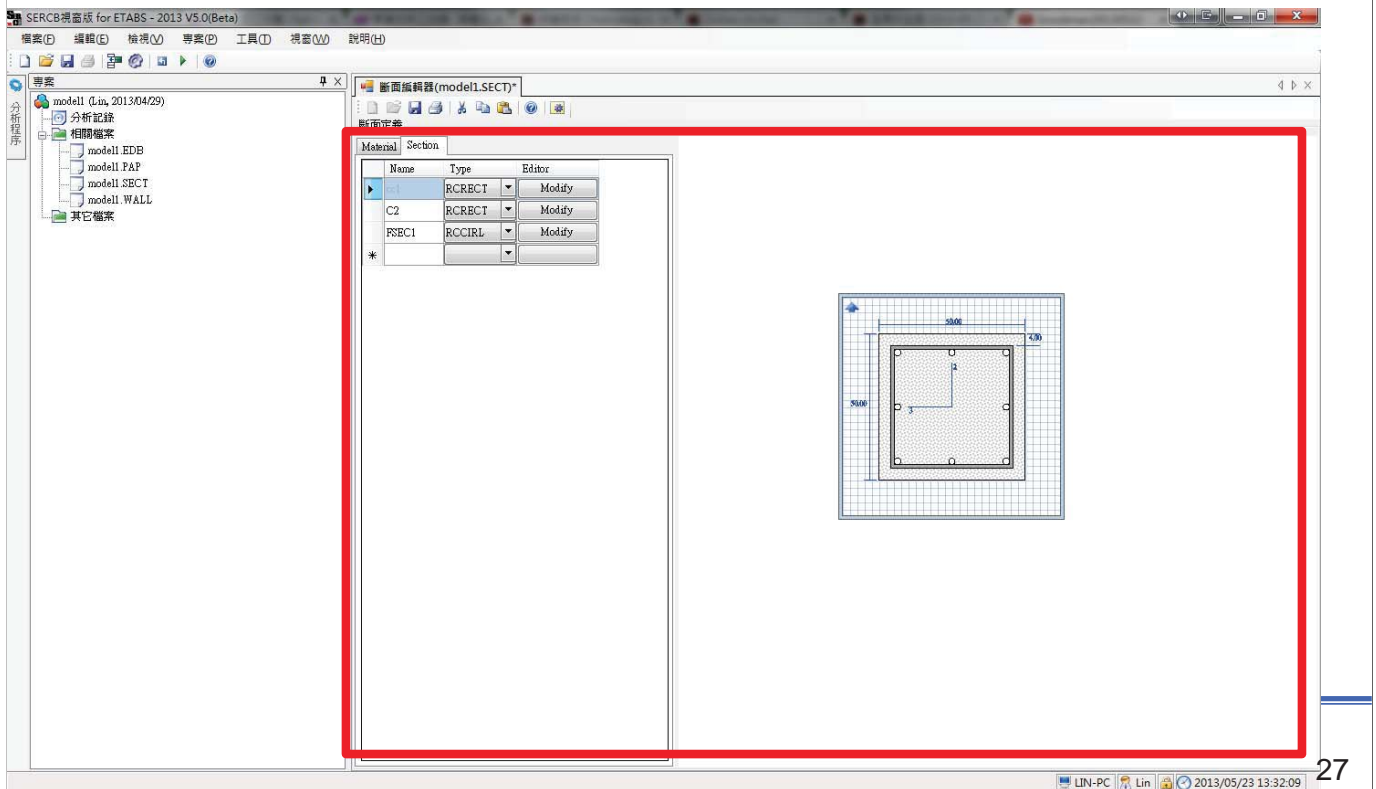 SERCB視窗版 for ETABS - 2013 V5.0(Beta)
檔案(F) 編輯(E) 檢視(V) 專案(P) 工具(T) 視窗(W) 說明(H)
專案
分析程序
model1 (Lin, 2013/04/29)
分析記錄
相關檔案
model1.EDB
model1.PAP
model1.SECT
model1.WALL
其它檔案
斷面編輯器(model1.SECT)*
斷面定義
Material Section
Name Type Editor
RCRECT Modify
C2 RCRECT Modify
FSEC1 RCCIRL Modify
50.00
4.00
2
50.00
3
LIN-PC Lin 2013/05/23 13:32:09
27